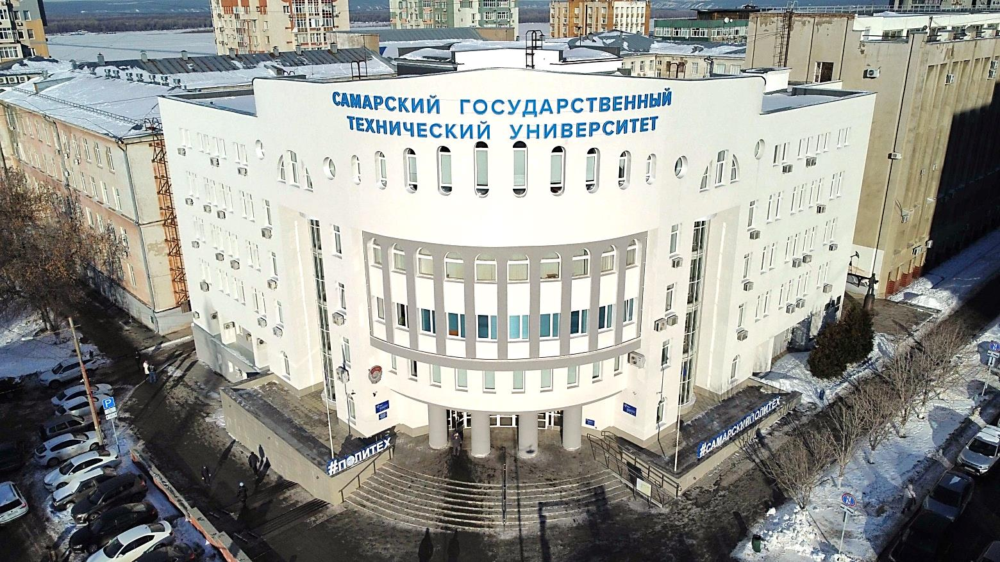 САМАРСКИЙ ГОСУДАРСТВЕННЫЙ
ТЕХНИЧЕСКИЙ УНИВЕРСИТЕТ
#ПОЛИТЕХ
#САМАРСКИЙПОЛИТЕХ
P